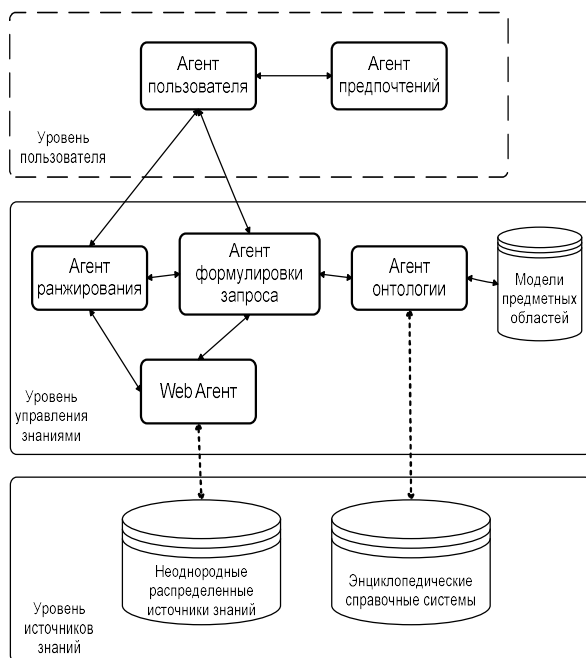 Агент
пользователя
Агент
предпочтений
Уровень
пользователя
Агент
ранжирования
Агент
формулировки
запроса
Агент
онтологии
Модели
предметных
областей
Web Агент
Уровень
управления
знаниями
Неоднородные
распределенные
источники знаний
Энциклопедические
справочные системы
Уровень
источников
знаний